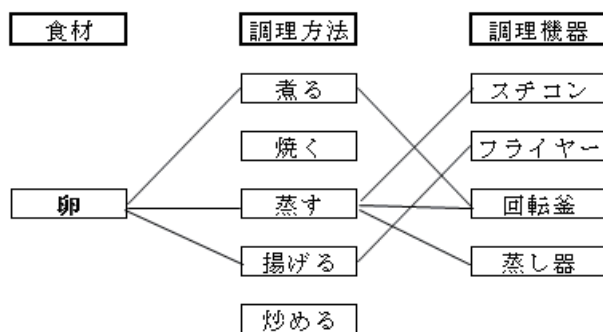 食材 調理方法 調理機器
煮る スチコン
焼く フライヤー
卵 蒸す 回転釜
揚げる 蒸し器
炒める